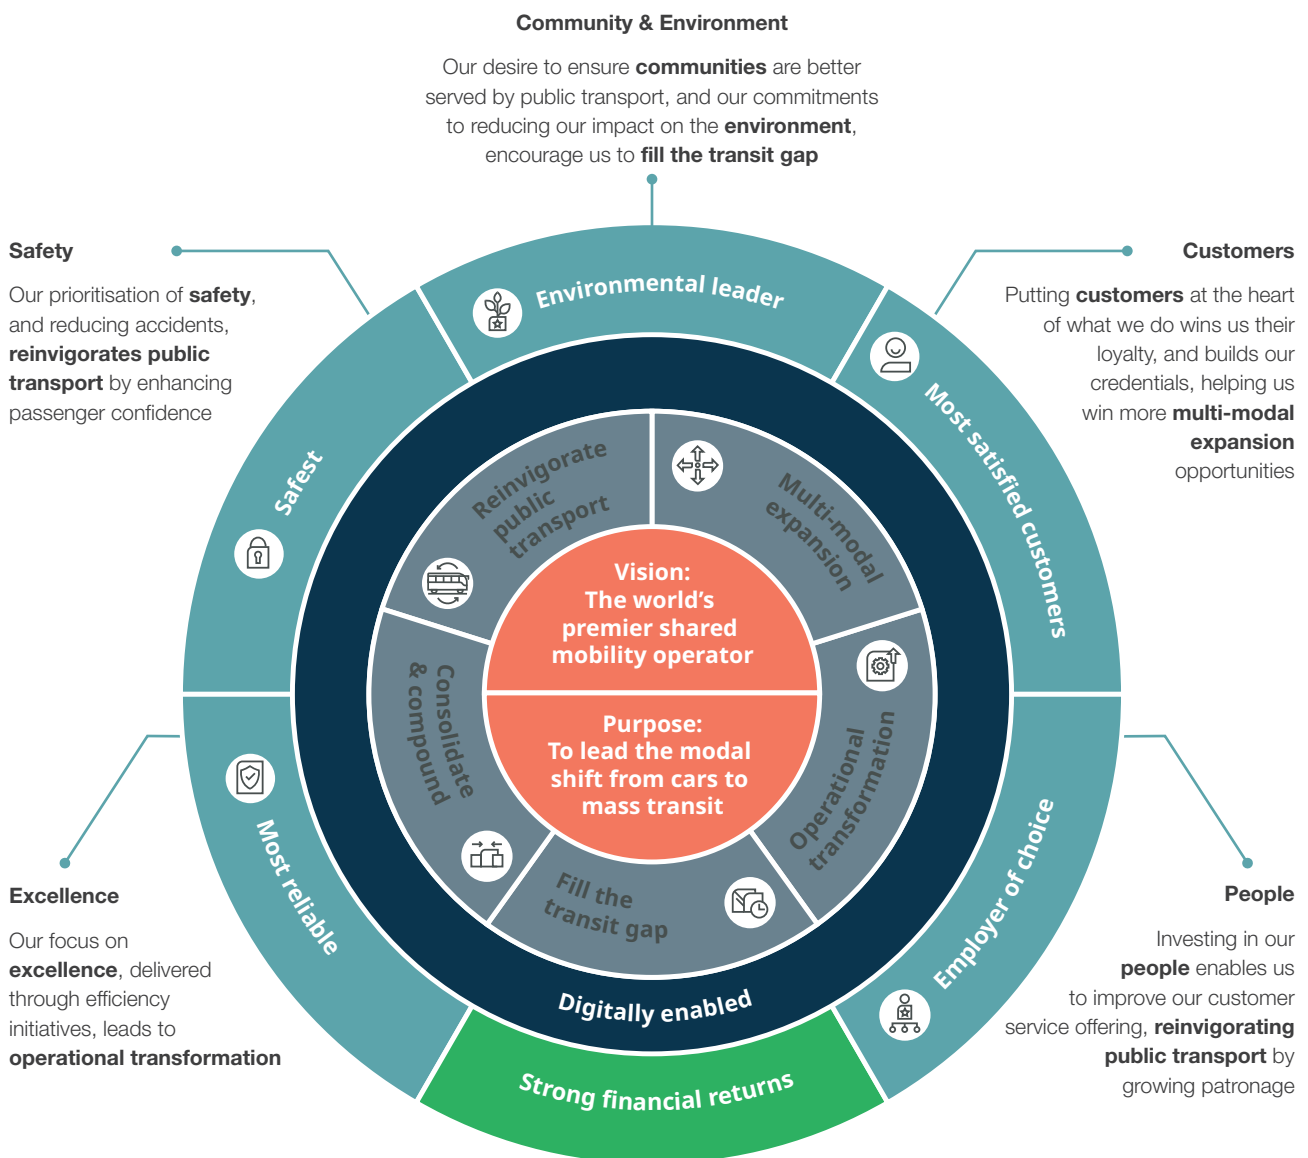 Community & Environment
Our desire to ensure communities are better
served by public transport, and our commitments
to reducing our impact on the environment,
encourage us to fill the transit gap
Safety
Our prioritisation of safety,
and reducing accidents,
reinvigorates public
transport by enhancing
passenger confidence
Customers
Putting customers at the heart
of what we do wins us their
loyalty, and builds our
credentials, helping us
win more multi-modal
expansion
opportunities
Environmental leader
Most satisfied customers
Safest
Reinvigorate
public
transport
Multi-modal
expansion
Vision:
The world’s
premier shared
mobility operator
Purpose:
To lead the modal
shift from cars to
mass transit
Consolidate
& compound
Operational
transformation
Fill the
transit gap
Most reliable
Employer of choice
Digitally enabled
Strong financial returns
Excellence
Our focus on
excellence, delivered
through efficiency
initiatives, leads to
operational transformation
People
Investing in our
people enables us
to improve our customer
service offering, reinvigorating
public transport by
growing patronage